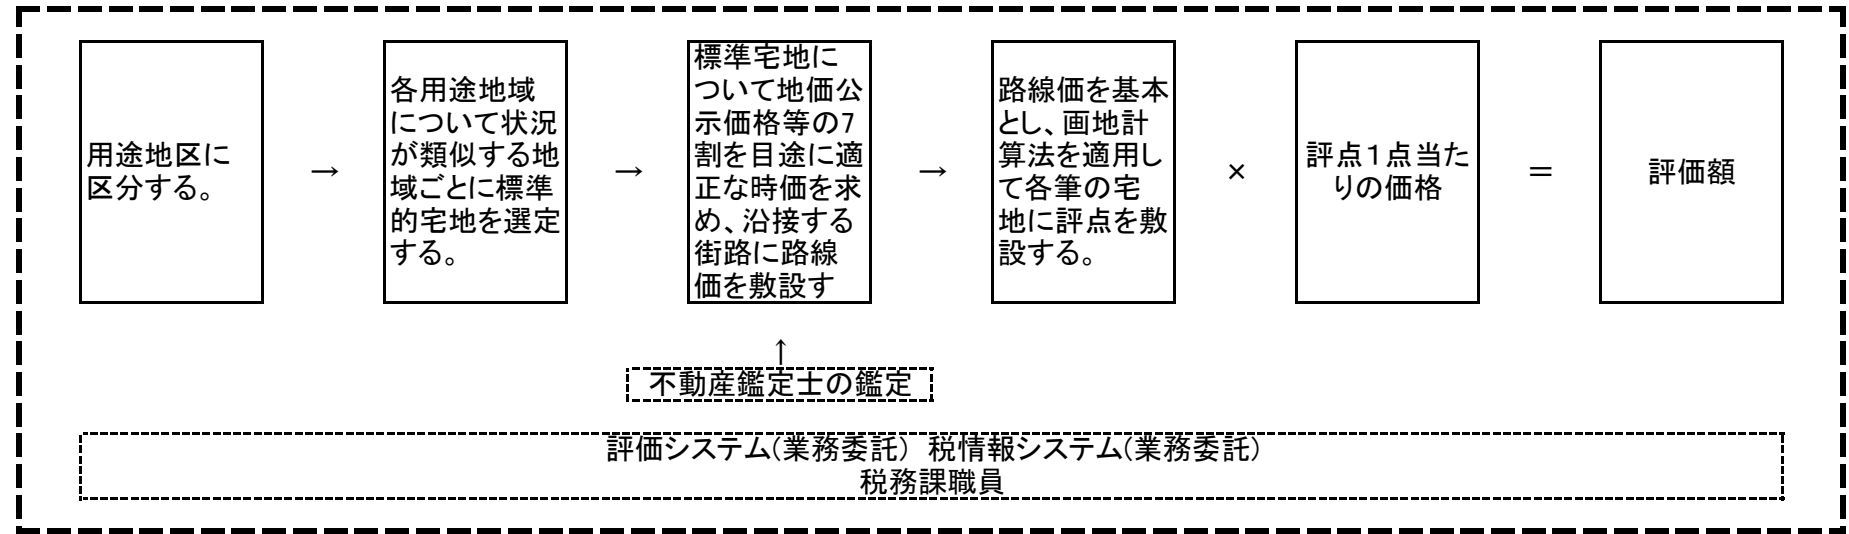 用途地区に
区分する。
→
各用途地域
について状況
が類似する地
域ごとに標準
的宅地を選定
する。
→
標準宅地に
ついて地価公
示価格等の7
割を目途に適
正な時価を求
め、沿接する
街路に路線
価を敷設す
→
路線価を基本
とし、画地計
算法を適用し
て各筆の宅
地に評点を敷
設する。
×
評点１点当た
りの価格
＝
評価額
↑
不動産鑑定士の鑑定
評価システム(業務委託) 税情報システム(業務委託)
税務課職員